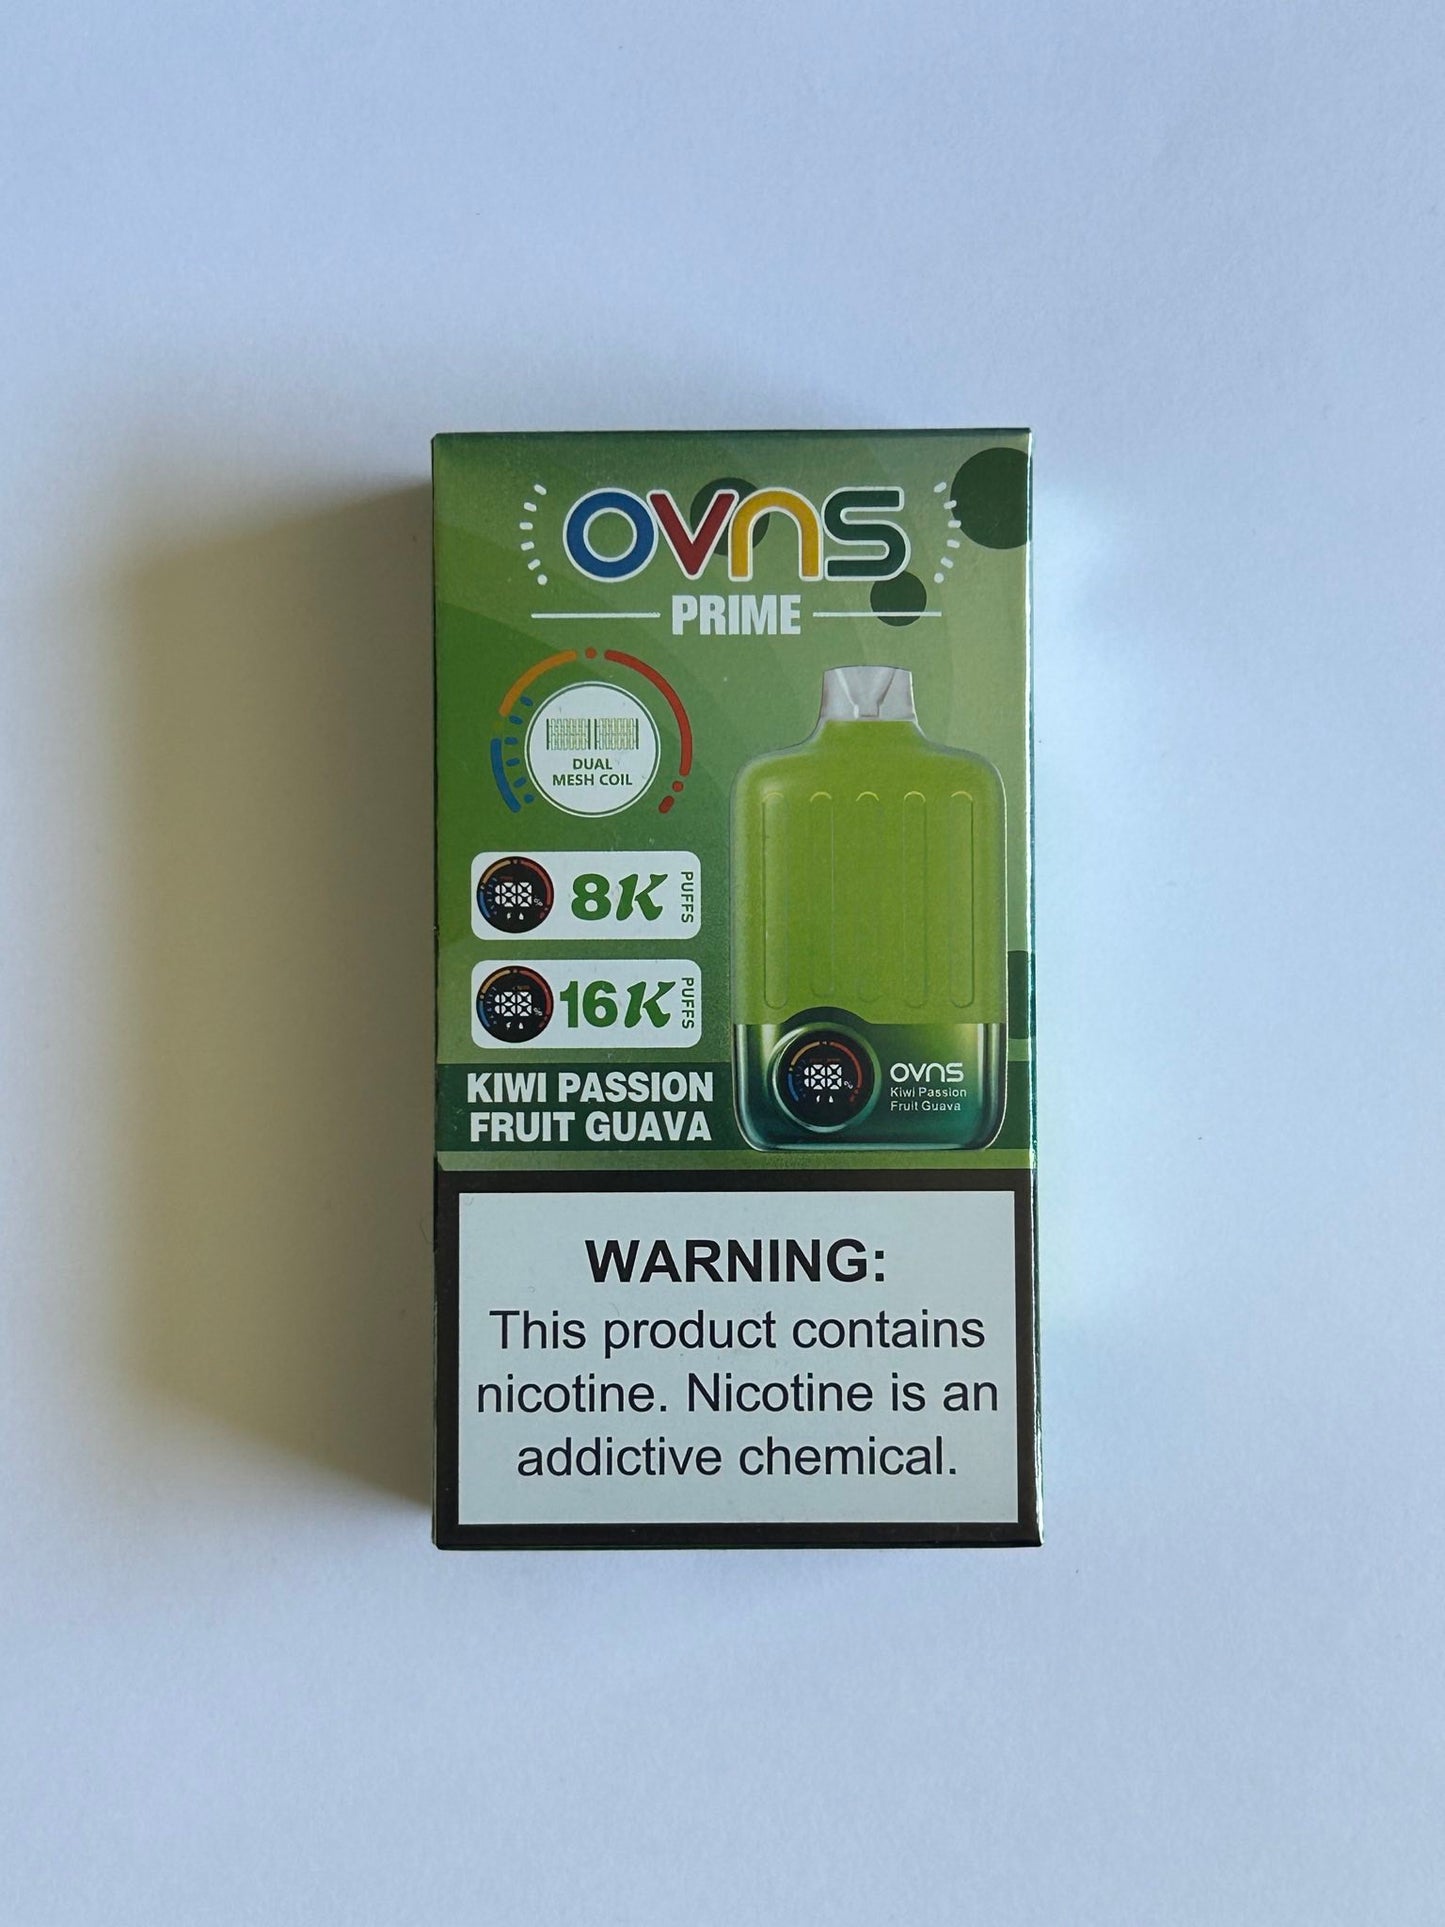 OVNS
PRIME
DUAL
MESH COIL
8K PUFFS
16K PUFFS
KIWI PASSION
FRUIT GUAVA
OVNS
Kiwi Passion
Fruit Guava
WARNING:
This product contains
nicotine. Nicotine is an
addictive chemical.